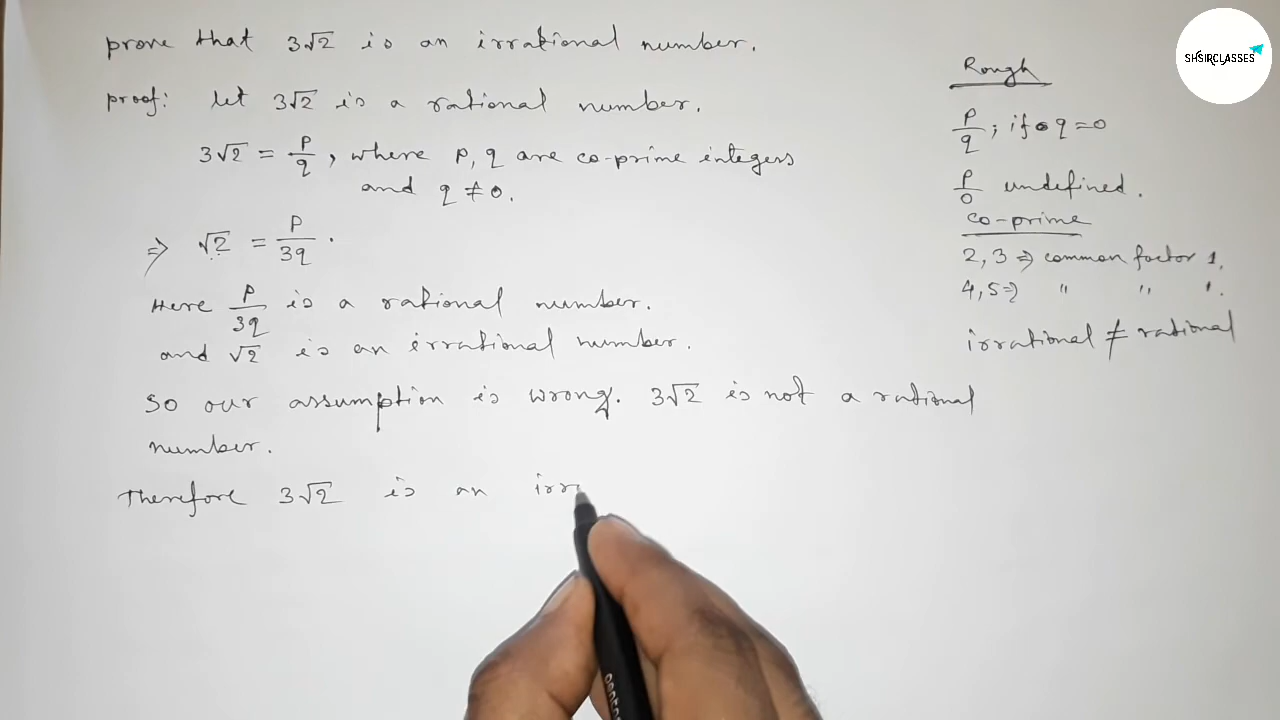 prove that 3√2 is an irrational number.
proof: let 3√2 is a rational number.
3√2 = p/q, where p, q are co-prime integers
and q ≠ 0.
⇒ √2 = p/3q.
Here p/3q is a rational number.
and √2 is an irrational number.
So our assumption is wrong. 3√2 is not a rational
number.
Therefore 3√2 is an irr
SHSIRCLASSES
Rough
p/q; if q = 0
p/0 undefined.
co-prime
2, 3 ⇒ common factor 1.
4, 5 ⇒ " " 1.
irrational ≠ rational